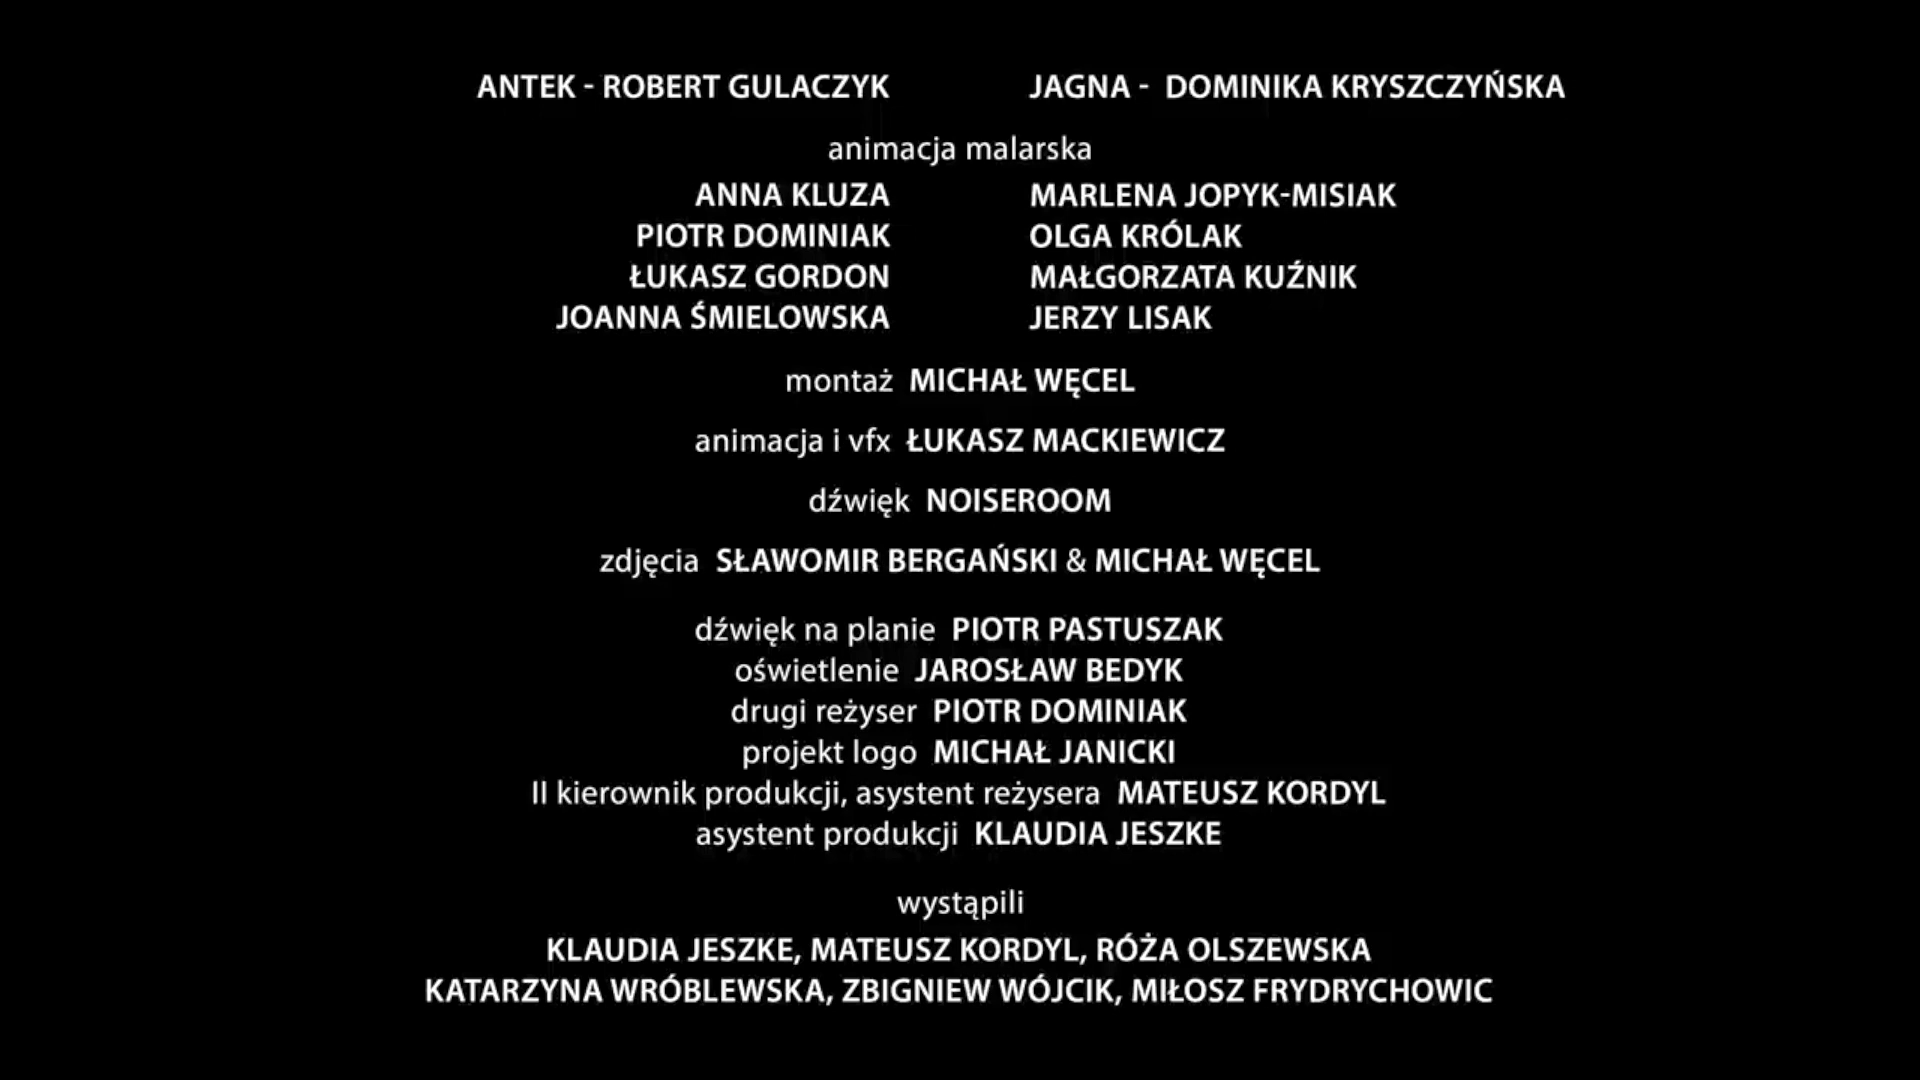 ANTEK - ROBERT GULACZYK JAGNA - DOMINIKA KRYSZCZYŃSKA
animacja malarska
ANNA KLUZA MARLENA JOPYK-MISIAK
PIOTR DOMINIAK OLGA KRÓLAK
ŁUKASZ GORDON MAŁGORZATA KUŹNIK
JOANNA ŚMIELOWSKA JERZY LISAK
montaż MICHAŁ WĘCEL
animacja i vfx ŁUKASZ MACKIEWICZ
dźwięk NOISEROOM
zdjęcia SŁAWOMIR BERGAŃSKI & MICHAŁ WĘCEL
dźwięk na planie PIOTR PASTUSZAK
oświetlenie JAROSŁAW BEDYK
drugi reżyser PIOTR DOMINIAK
projekt logo MICHAŁ JANICKI
II kierownik produkcji, asystent reżysera MATEUSZ KORDYL
asystent produkcji KLAUDIA JESZKE
wystąpili
KLAUDIA JESZKE, MATEUSZ KORDYL, RÓŻA OLSZEWSKA
KATARZYNA WRÓBLEWSKA, ZBIGNIEW WÓJCIK, MIŁOSZ FRYDRYCHOWIC